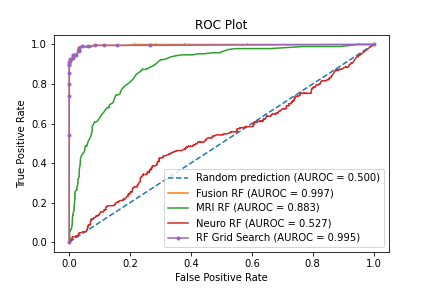 ROC Plot
True Positive Rate
1.0
0.8
0.6
0.4
0.2
0.0
Random prediction (AUROC = 0.500)
Fusion RF (AUROC = 0.997)
MRI RF (AUROC = 0.883)
Neuro RF (AUROC = 0.527)
RF Grid Search (AUROC = 0.995)
0.0 0.2 0.4 0.6 0.8 1.0
False Positive Rate